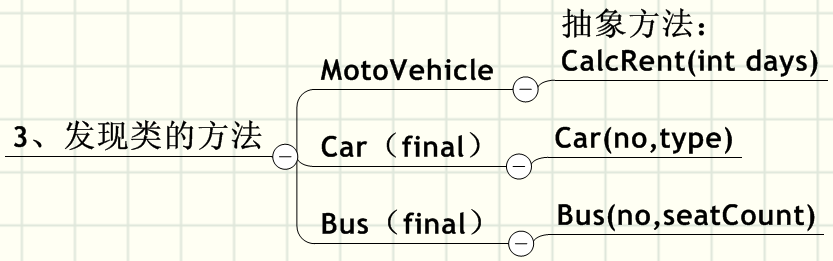 3、发现类的方法
MotoVehicle
抽象方法：
CalcRent(int days)
Car（final）
Car(no,type)
Bus（final）
Bus(no,seatCount)